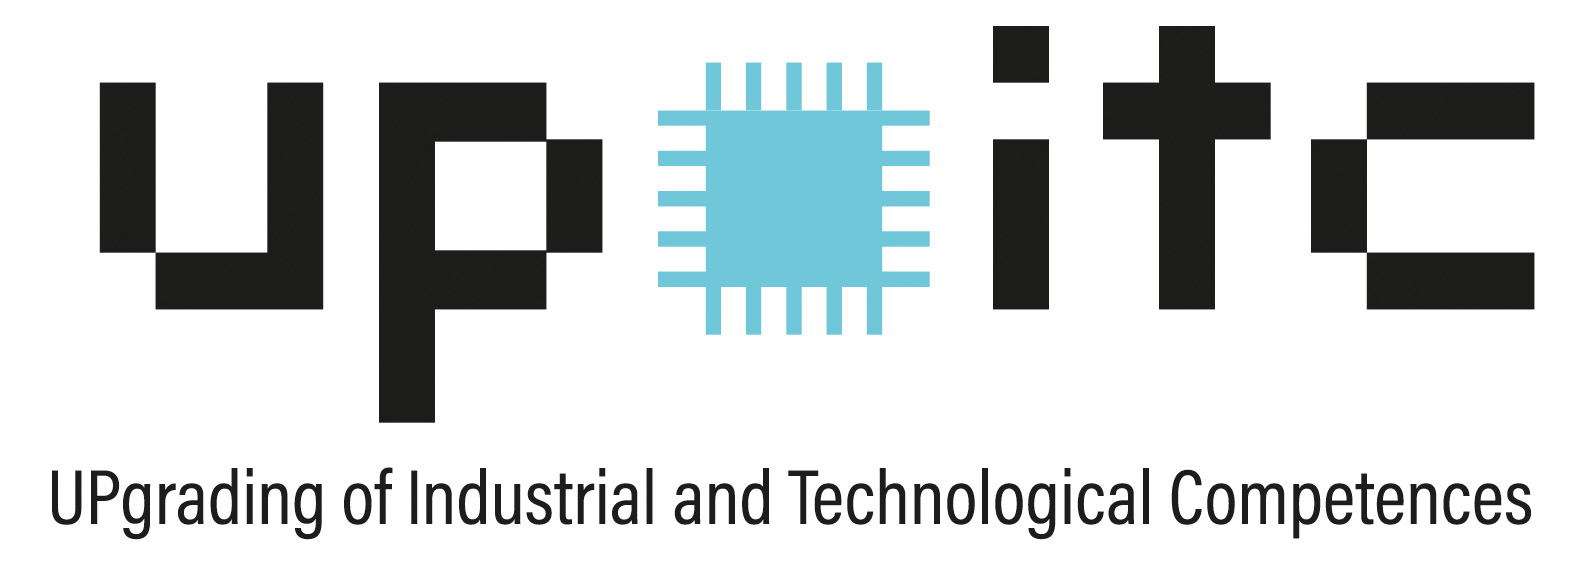 up itc
UPgrading of Industrial and Technological Competences